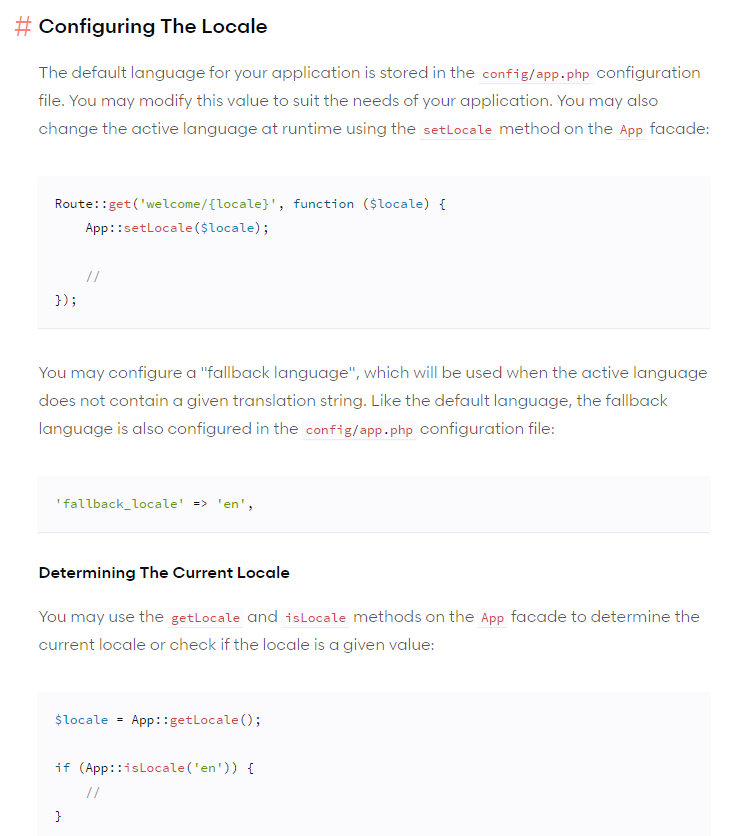 # Configuring The Locale
The default language for your application is stored in the config/app.php configuration
file. You may modify this value to suit the needs of your application. You may also
change the active language at runtime using the setLocale method on the App facade:
Route::get('welcome/{locale}', function ($locale) {
    App::setLocale($locale);
    //
});
You may configure a "fallback language", which will be used when the active language
does not contain a given translation string. Like the default language, the fallback
language is also configured in the config/app.php configuration file:
'fallback_locale' => 'en',
Determining The Current Locale
You may use the getLocale and isLocale methods on the App facade to determine the
current locale or check if the locale is a given value:
$locale = App::getLocale();
if (App::isLocale('en')) {
    //
}